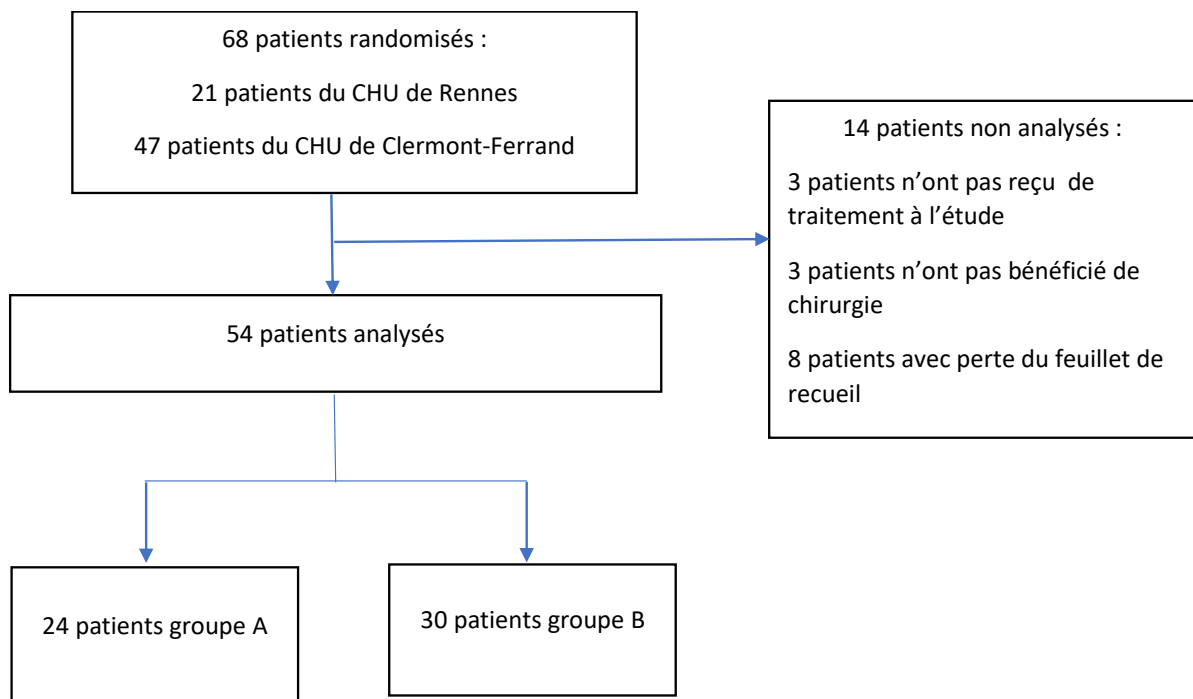 68 patients randomisés :
21 patients du CHU de Rennes
47 patients du CHU de Clermont-Ferrand
14 patients non analysés :
3 patients n’ont pas reçu  de
traitement à l’étude
3 patients n’ont pas bénéficié de
chirurgie
8 patients avec perte du feuillet de
recueil
54 patients analysés
24 patients groupe A
30 patients groupe B